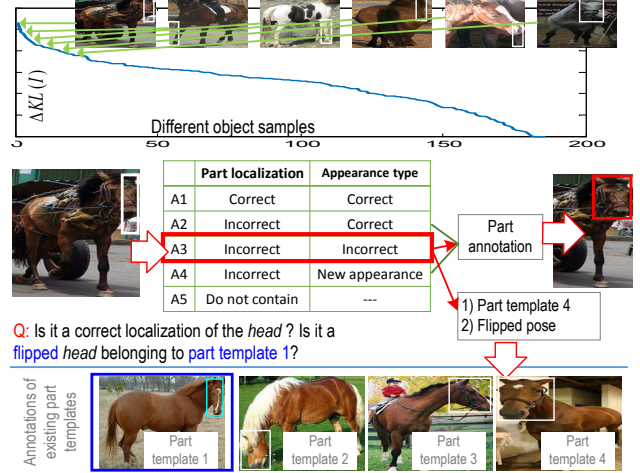 ΔKL (I)
Different object samples
0 50 100 150 200
Part localization Appearance type
A1 Correct Correct
A2 Incorrect Correct
A3 Incorrect Incorrect
A4 Incorrect New appearance
A5 Do not contain ---
Part
annotation
1) Part template 4
2) Flipped pose
Q: Is it a correct localization of the head ? Is it a
flipped head belonging to part template 1?
Annotations of
existing part
templates
Part
template 1
Part
template 2
Part
template 3
Part
template 4